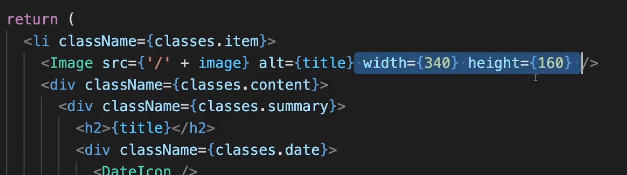 return (
<li className={classes.item}>
<Image src={'/' + image} alt={title} width={340} height={160} />
<div className={classes.content}>
<div className={classes.summary}>
<h2>{title}</h2>
<div className={classes.date}>
<DateIcon />